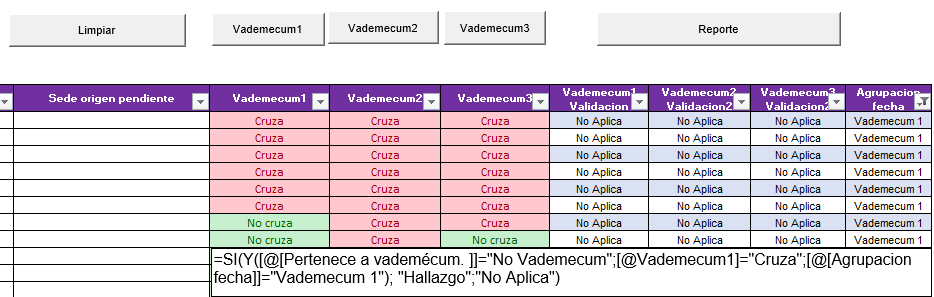 Limpiar Vademecum1 Vademecum2 Vademecum3 Reporte
Sede origen pendiente Vademecum1 Vademecum2 Vademecum3 Vademecum1 Validacion Vademecum2 Validacion2 Vademecum3 Validacion2 Agrupacion fecha
Cruza Cruza Cruza No Aplica No Aplica No Aplica Vademecum 1
Cruza Cruza Cruza No Aplica No Aplica No Aplica Vademecum 1
Cruza Cruza Cruza No Aplica No Aplica No Aplica Vademecum 1
Cruza Cruza Cruza No Aplica No Aplica No Aplica Vademecum 1
Cruza Cruza Cruza No Aplica No Aplica No Aplica Vademecum 1
Cruza Cruza Cruza No Aplica No Aplica No Aplica Vademecum 1
No cruza Cruza Cruza No Aplica No Aplica No Aplica Vademecum 1
No cruza Cruza No cruza No Aplica No Aplica No Aplica Vademecum 1
=SI(Y([@[Pertenece a vademécum. ]]="No Vademecum";[@Vademecum1]="Cruza";[@[Agrupacion
fecha]]="Vademecum 1"); "Hallazgo";"No Aplica")